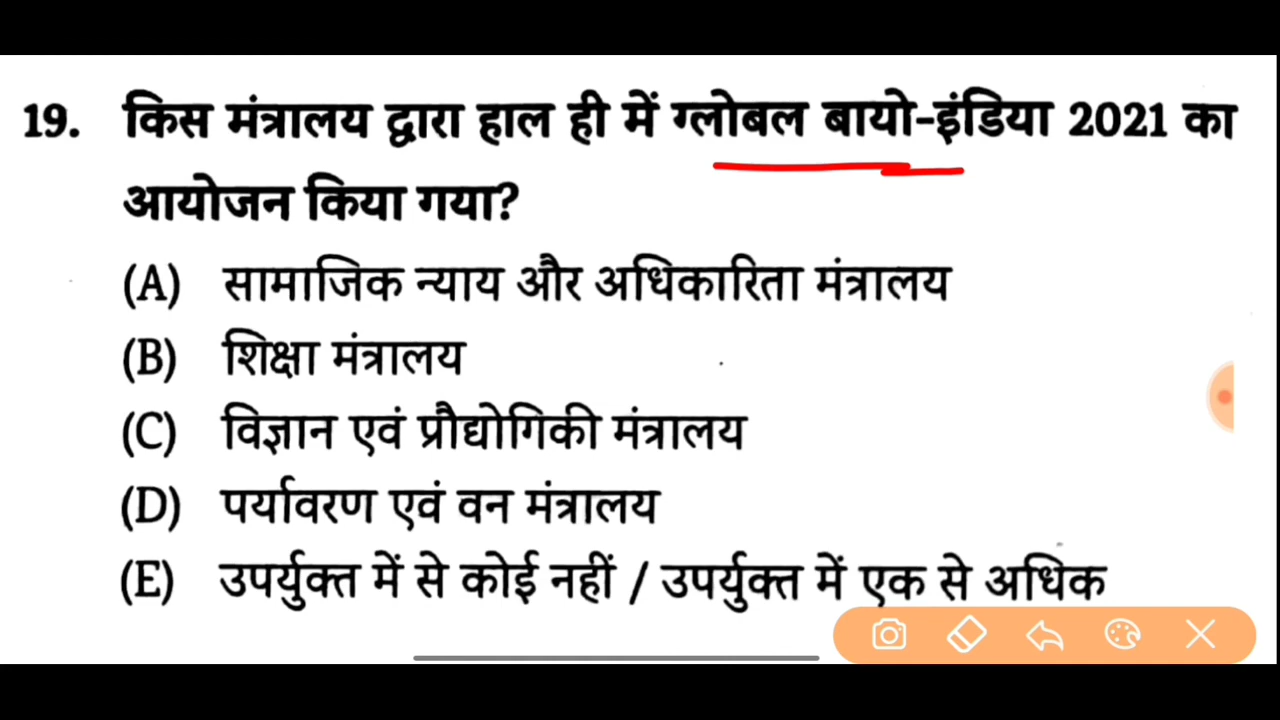 19. किस मंत्रालय द्वारा हाल ही में ग्लोबल बायो-इंडिया 2021 का
आयोजन किया गया?
(A) सामाजिक न्याय और अधिकारिता मंत्रालय
(B) शिक्षा मंत्रालय
(C) विज्ञान एवं प्रौद्योगिकी मंत्रालय
(D) पर्यावरण एवं वन मंत्रालय
(E) उपर्युक्त में से कोई नहीं / उपर्युक्त में एक से अधिक